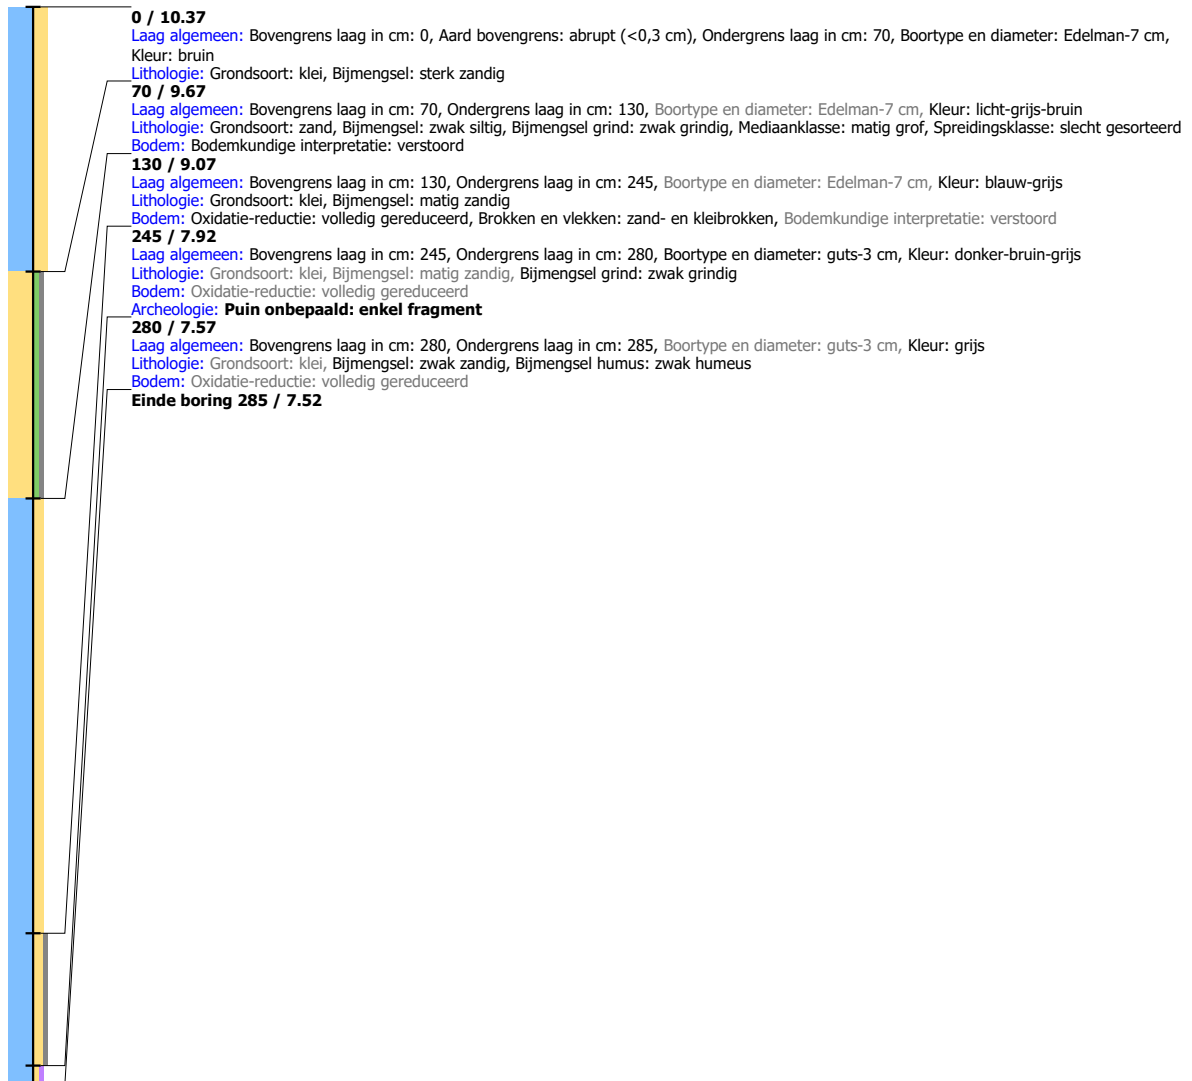 0 / 10.37
Laag algemeen: Bovengrens laag in cm: 0, Aard bovengrens: abrupt (<0,3 cm), Ondergrens laag in cm: 70, Boortype en diameter: Edelman-7 cm,
Kleur: bruin
Lithologie: Grondsoort: klei, Bijmengsel: sterk zandig
70 / 9.67
Laag algemeen: Bovengrens laag in cm: 70, Ondergrens laag in cm: 130, Boortype en diameter: Edelman-7 cm, Kleur: licht-grijs-bruin
Lithologie: Grondsoort: zand, Bijmengsel: zwak siltig, Bijmengsel grind: zwak grindig, Mediaanklasse: matig grof, Spreidingsklasse: slecht gesorteerd
Bodem: Bodemkundige interpretatie: verstoord
130 / 9.07
Laag algemeen: Bovengrens laag in cm: 130, Ondergrens laag in cm: 245, Boortype en diameter: Edelman-7 cm, Kleur: blauw-grijs
Lithologie: Grondsoort: klei, Bijmengsel: matig zandig
Bodem: Oxidatie-reductie: volledig gereduceerd, Brokken en vlekken: zand- en kleibrokken, Bodemkundige interpretatie: verstoord
245 / 7.92
Laag algemeen: Bovengrens laag in cm: 245, Ondergrens laag in cm: 280, Boortype en diameter: guts-3 cm, Kleur: donker-bruin-grijs
Lithologie: Grondsoort: klei, Bijmengsel: matig zandig, Bijmengsel grind: zwak grindig
Bodem: Oxidatie-reductie: volledig gereduceerd
Archeologie: Puin onbepaald: enkel fragment
280 / 7.57
Laag algemeen: Bovengrens laag in cm: 280, Ondergrens laag in cm: 285, Boortype en diameter: guts-3 cm, Kleur: grijs
Lithologie: Grondsoort: klei, Bijmengsel: zwak zandig, Bijmengsel humus: zwak humeus
Bodem: Oxidatie-reductie: volledig gereduceerd
Einde boring 285 / 7.52